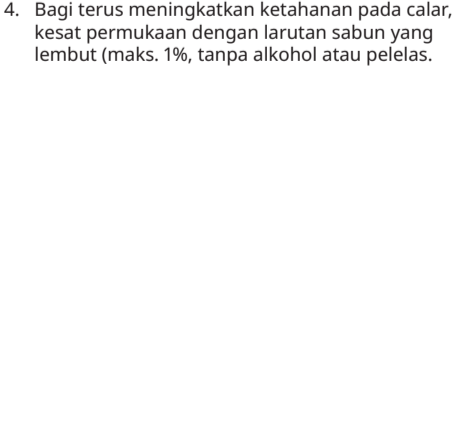 4. Bagi terus meningkatkan ketahanan pada calar,
kesat permukaan dengan larutan sabun yang
lembut (maks. 1%, tanpa alkohol atau pelelas.